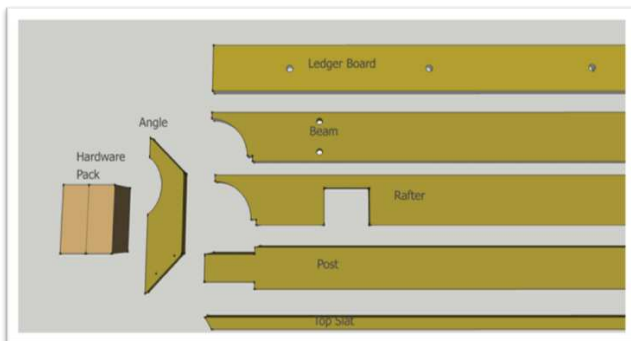 Ledger Board
Angle
Beam
Hardware
Pack
Rafter
Post
Top Slat